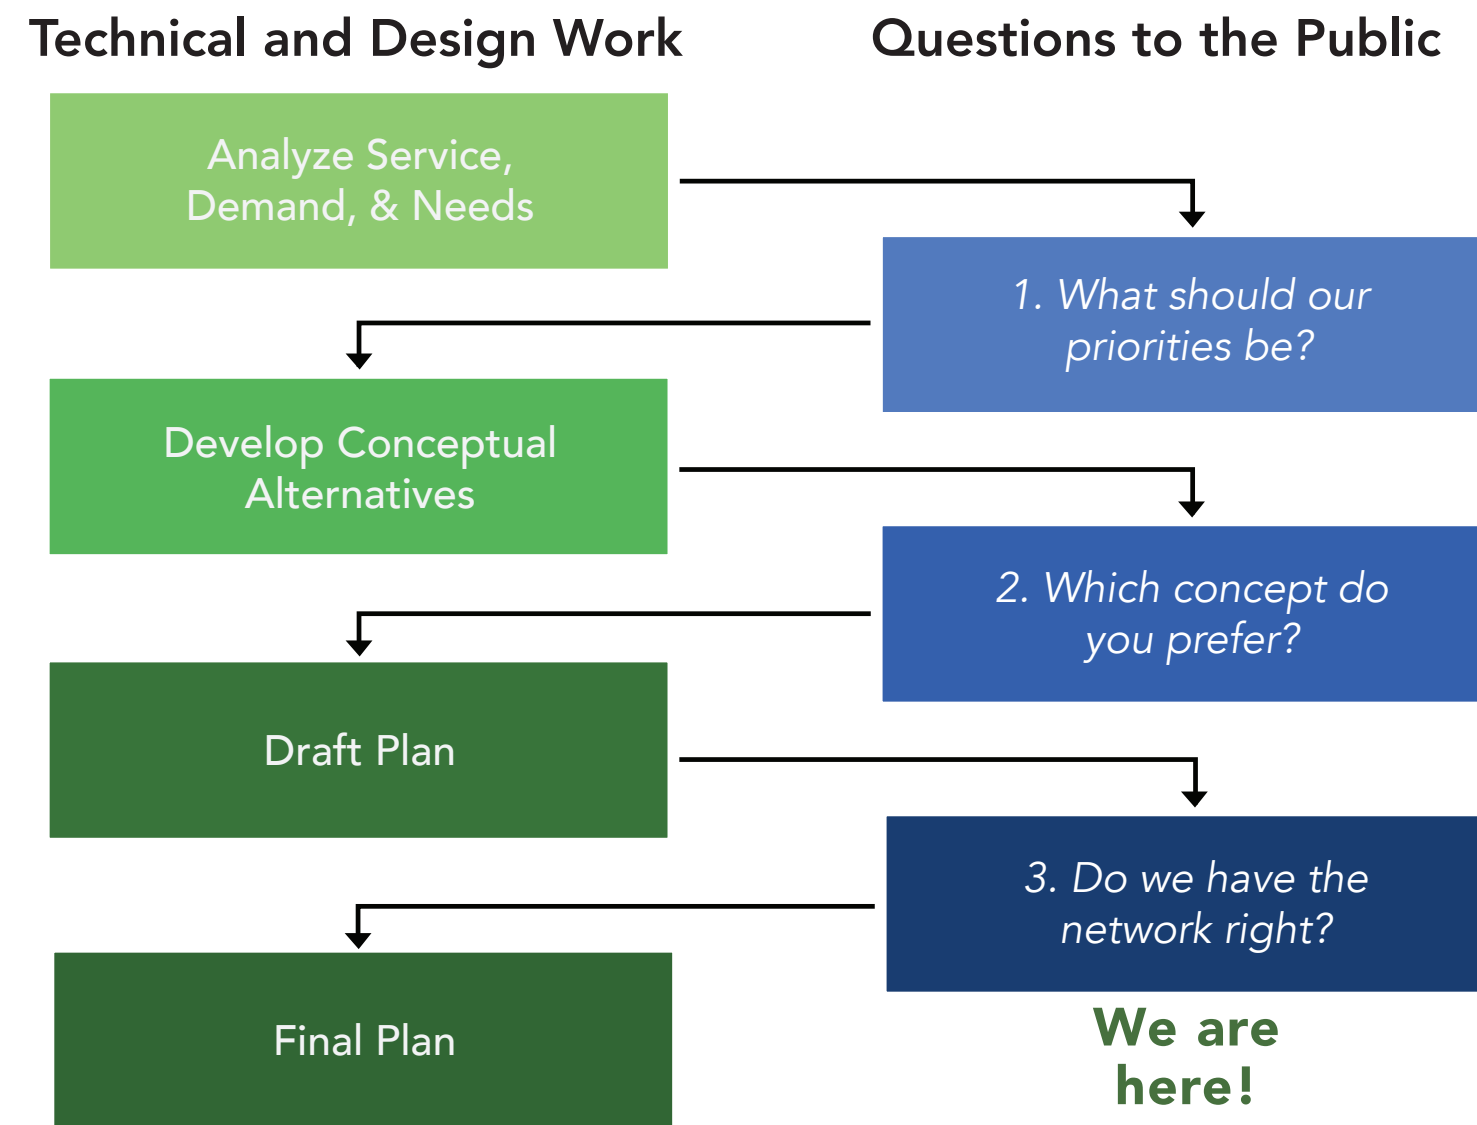 Technical and Design Work
Questions to the Public
Analyze Service,
Demand, & Needs
1. What should our
priorities be?
Develop Conceptual
Alternatives
2. Which concept do
you prefer?
Draft Plan
3. Do we have the
network right?
Final Plan
We are
here!